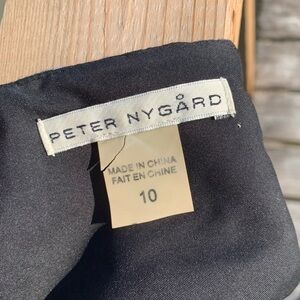 PETER NYGÅRD
MADE IN CHINA
FAIT EN CHINE
10